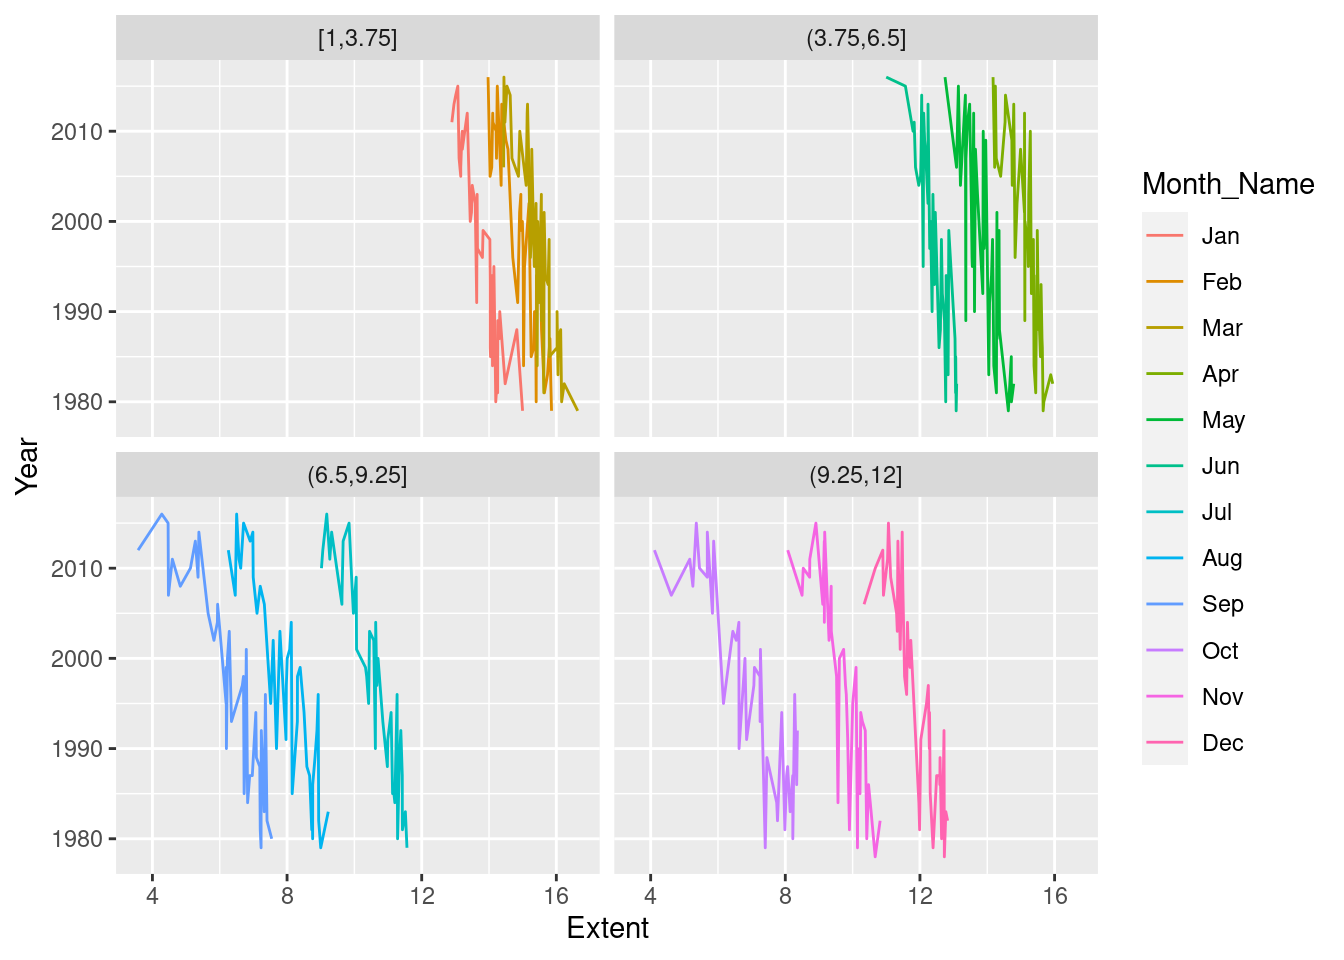 [1,3.75]
(3.75,6.5]
2010
2000
1990
1980
(6.5,9.25]
(9.25,12]
2010
2000
1990
1980
4
8
12
16
4
8
12
16
Extent
Year
Month_Name
Jan
Feb
Mar
Apr
May
Jun
Jul
Aug
Sep
Oct
Nov
Dec